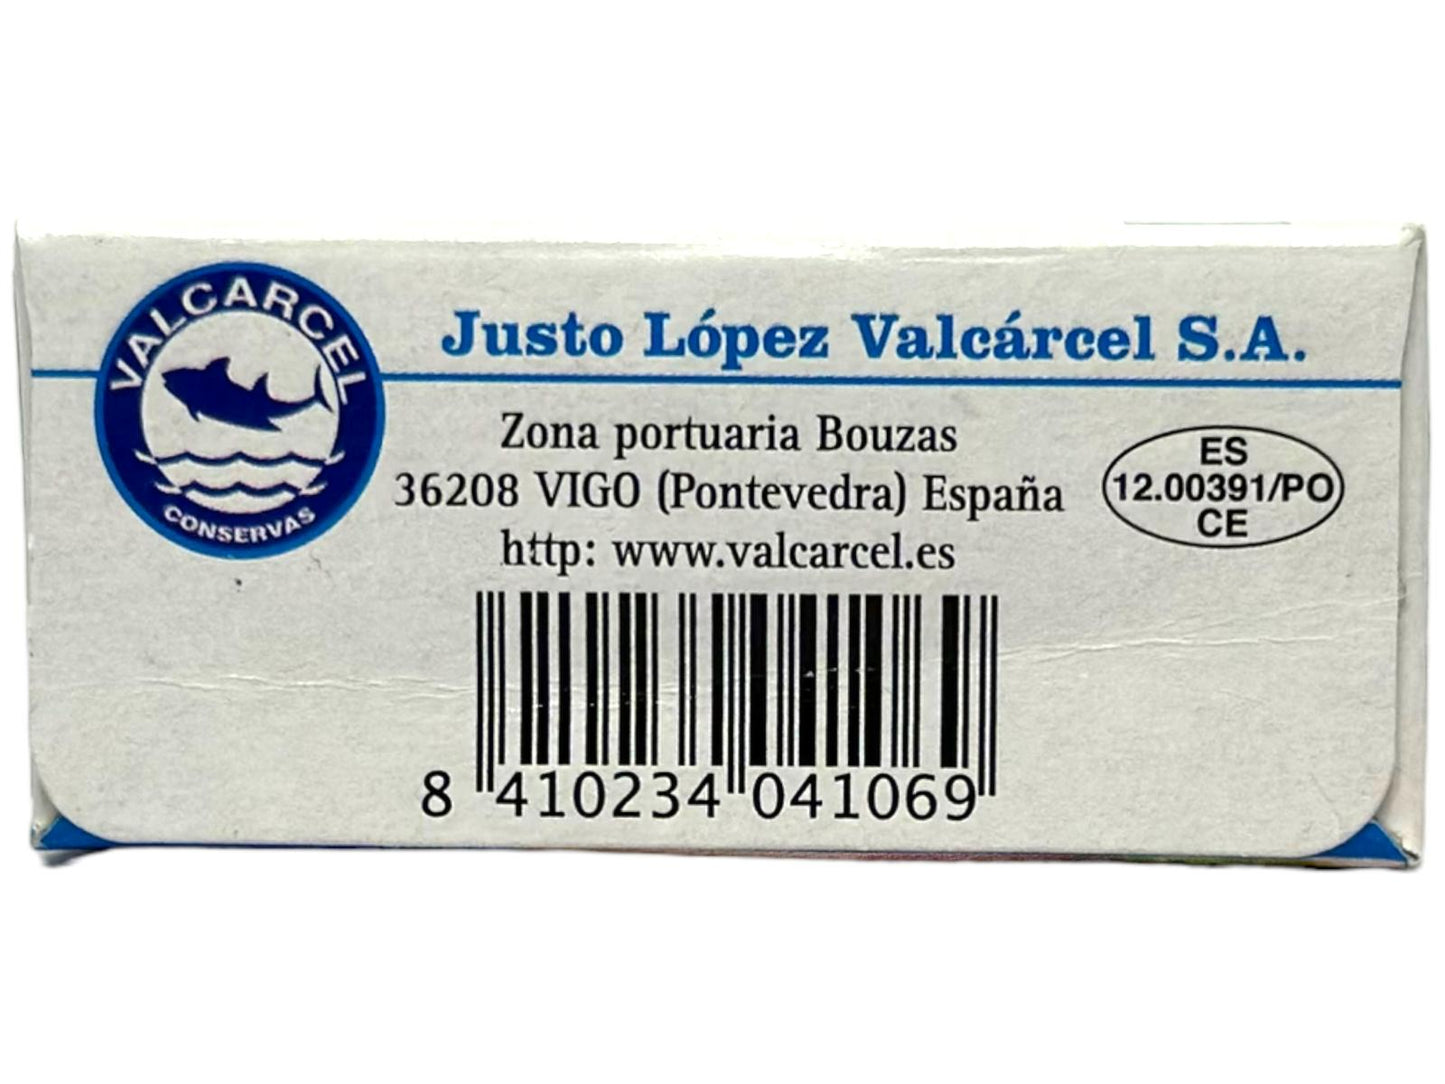 VALCARCEL
CONSERVAS
Justo López Valcárcel S.A.
Zona portuaria Bouzas
36208 VIGO (Pontevedra) España
http: www.valcarcel.es
ES
12.00391/PO
CE
8 410234 041069